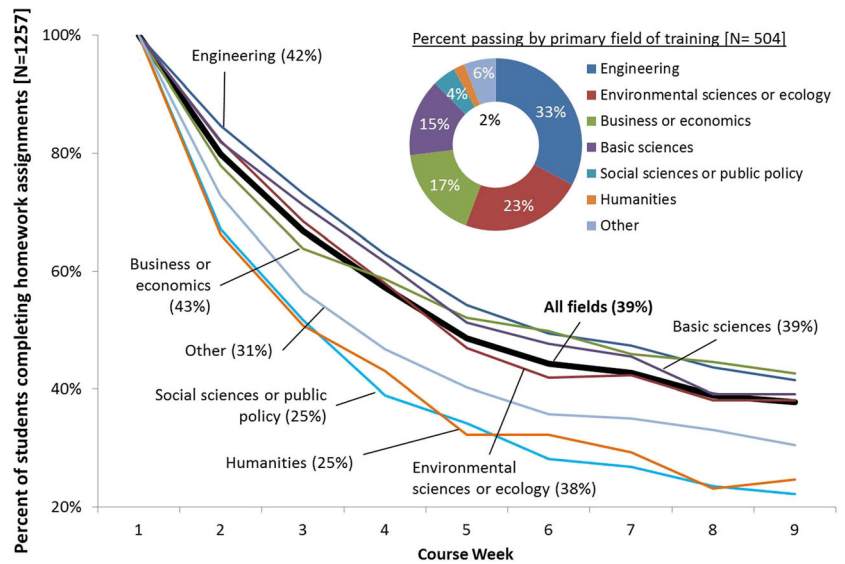 Percent of students completing homework assignments [N=1257]
100%
80%
60%
40%
20%
Engineering (42%)
Business or
economics
(43%)
Other (31%)
Social sciences or public
policy (25%)
Humanities (25%)
Environmental
sciences or ecology (38%)
All fields (39%)
Basic sciences (39%)
Percent passing by primary field of training [N= 504]
33%
23%
17%
15%
4%
2%
6%
Engineering
Environmental sciences or ecology
Business or economics
Basic sciences
Social sciences or public policy
Humanities
Other
1 2 3 4 5 6 7 8 9
Course Week